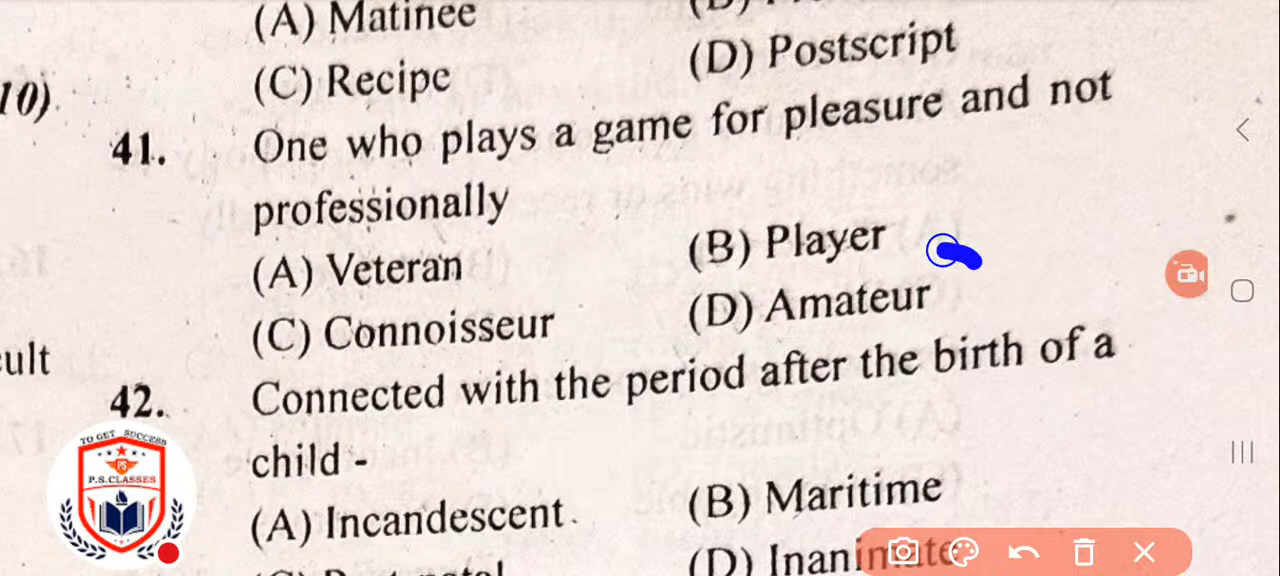 (A) Matinee
(C) Recipe (D) Postscript
10).
41. One who plays a game for pleasure and not
professionally
(A) Veteran (B) Player
(C) Connoisseur (D) Amateur
ult
42. Connected with the period after the birth of a
child -
(A) Incandescent. (B) Maritime
(D) Inanimate
TO GET SUCCESS
PS
P.S.CLASSES